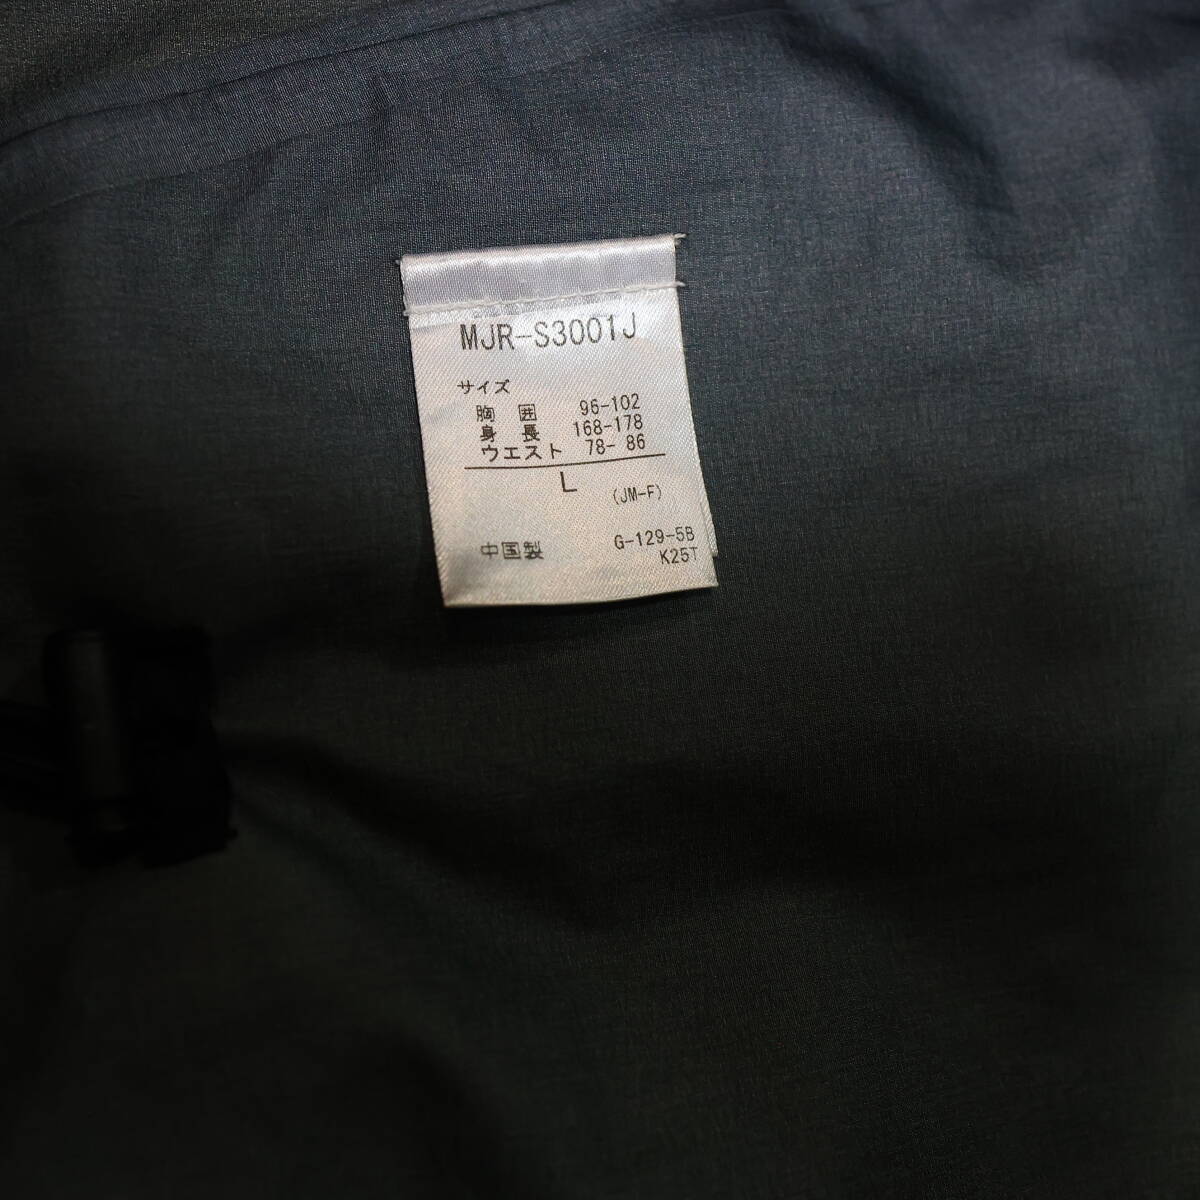 MJR-S3001J
サイズ
胸 囲 96-102
身 長 168-178
ウエスト 78- 86
L
(JM-F)
G-129-5B
中国製
K25T